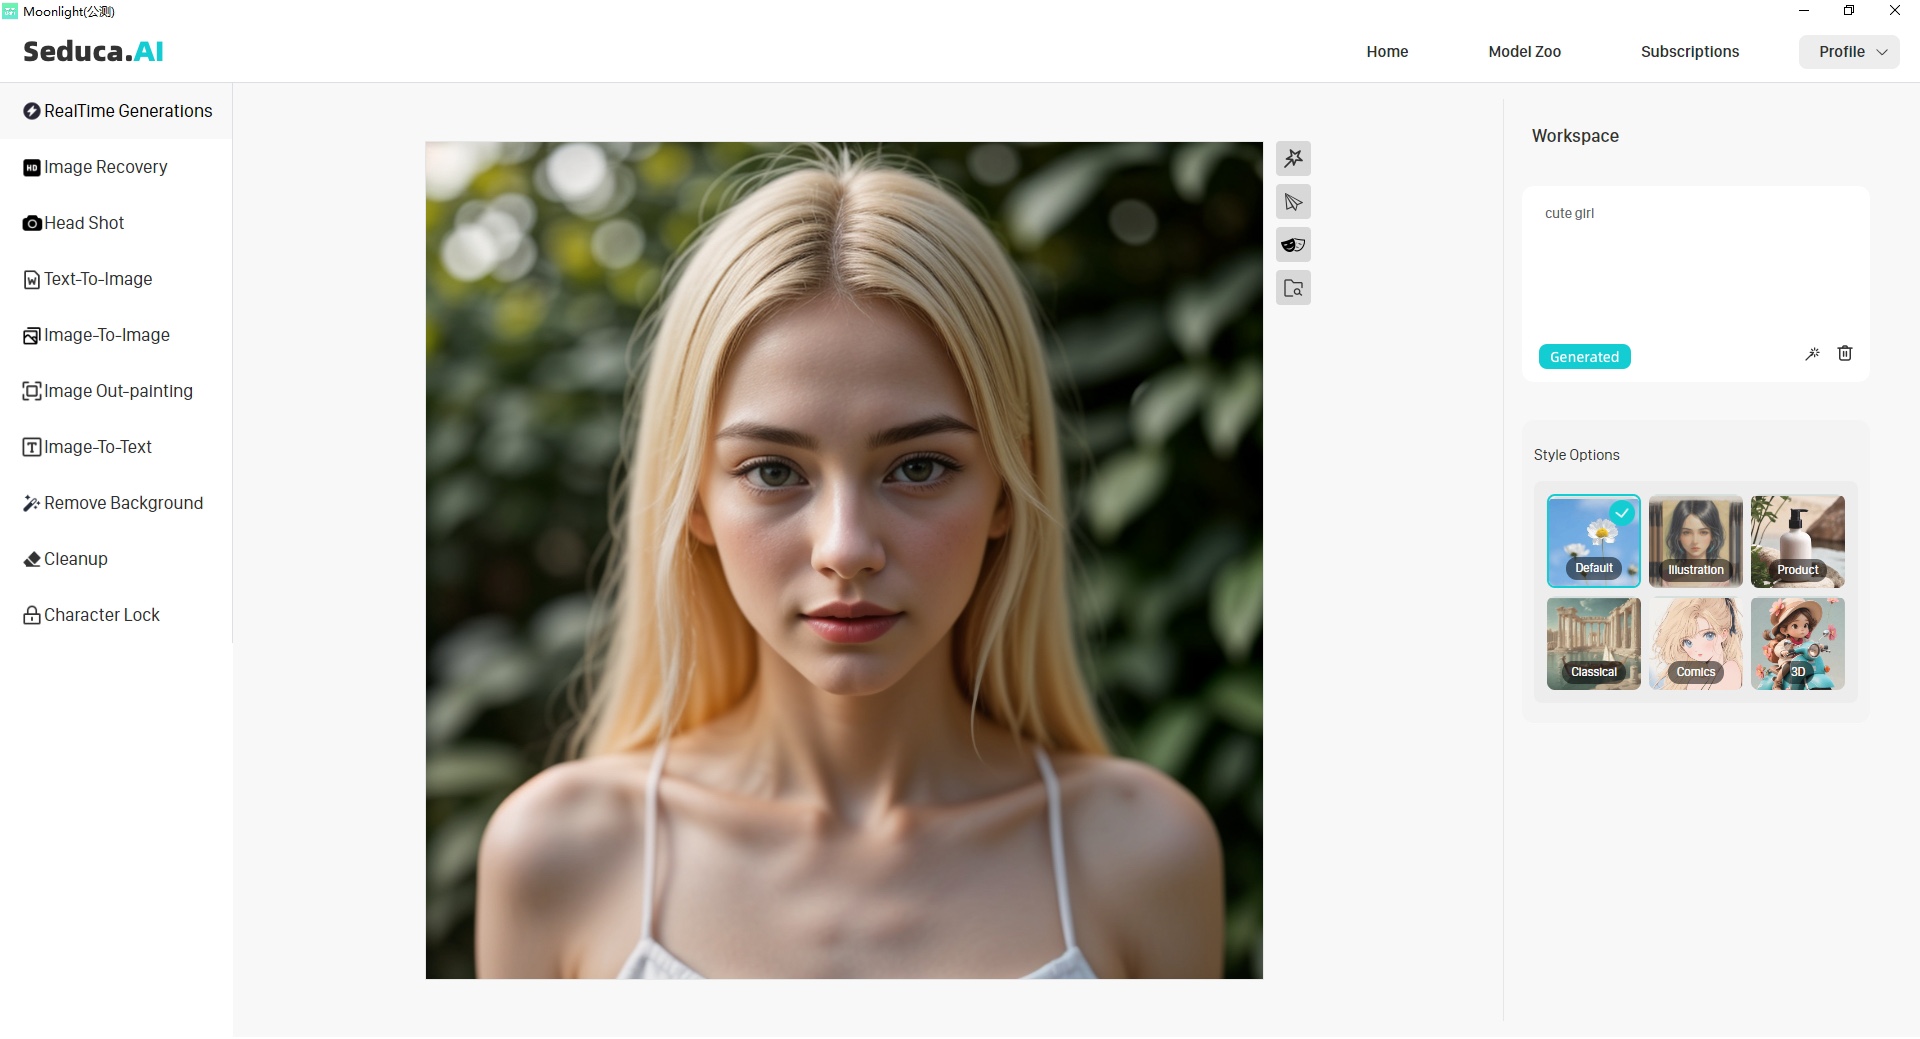 Moonlight(公测)
Seduca.AI
Home
Model Zoo
Subscriptions
Profile
RealTime Generations
HD Image Recovery
Head Shot
W Text-To-Image
Image-To-Image
Image Out-painting
T Image-To-Text
Remove Background
Cleanup
Character Lock
Workspace
cute girl
Generated
Style Options
Default
Illustration
Product
Classical
Comics
3D